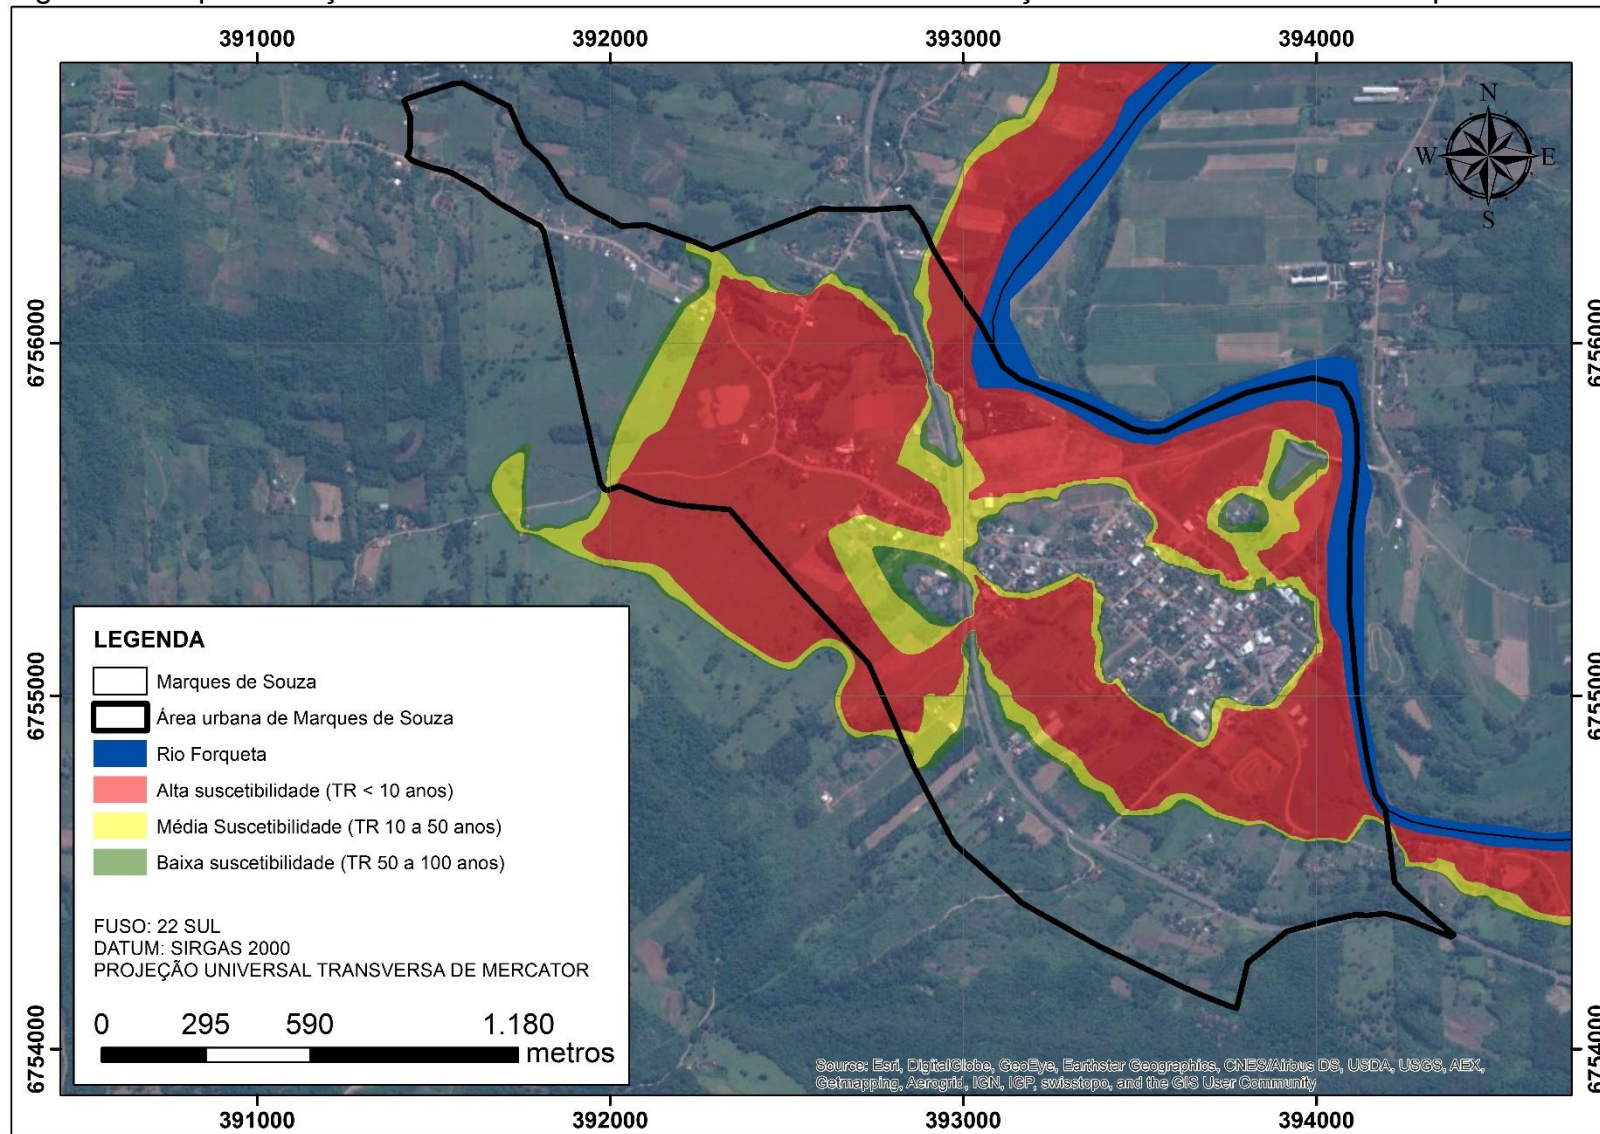 391000 392000 393000 394000
N
W E
S
6756000 6756000
6755000 6755000
6754000 6754000
LEGENDA
Marques de Souza
Área urbana de Marques de Souza
Rio Forqueta
Alta suscetibilidade (TR < 10 anos)
Média Suscetibilidade (TR 10 a 50 anos)
Baixa suscetibilidade (TR 50 a 100 anos)
FUSO: 22 SUL
DATUM: SIRGAS 2000
PROJEÇÃO UNIVERSAL TRANSVERSA DE MERCATOR
0 295 590 1.180
metros
Source: Esri, DigitalGlobe, GeoEye, Earthstar Geographics, CNES/Airbus DS, USDA, USGS, AEX,
Getmapping, Aerogrid, IGN, IGP, swisstopo, and the GIS User Community
391000 392000 393000 394000